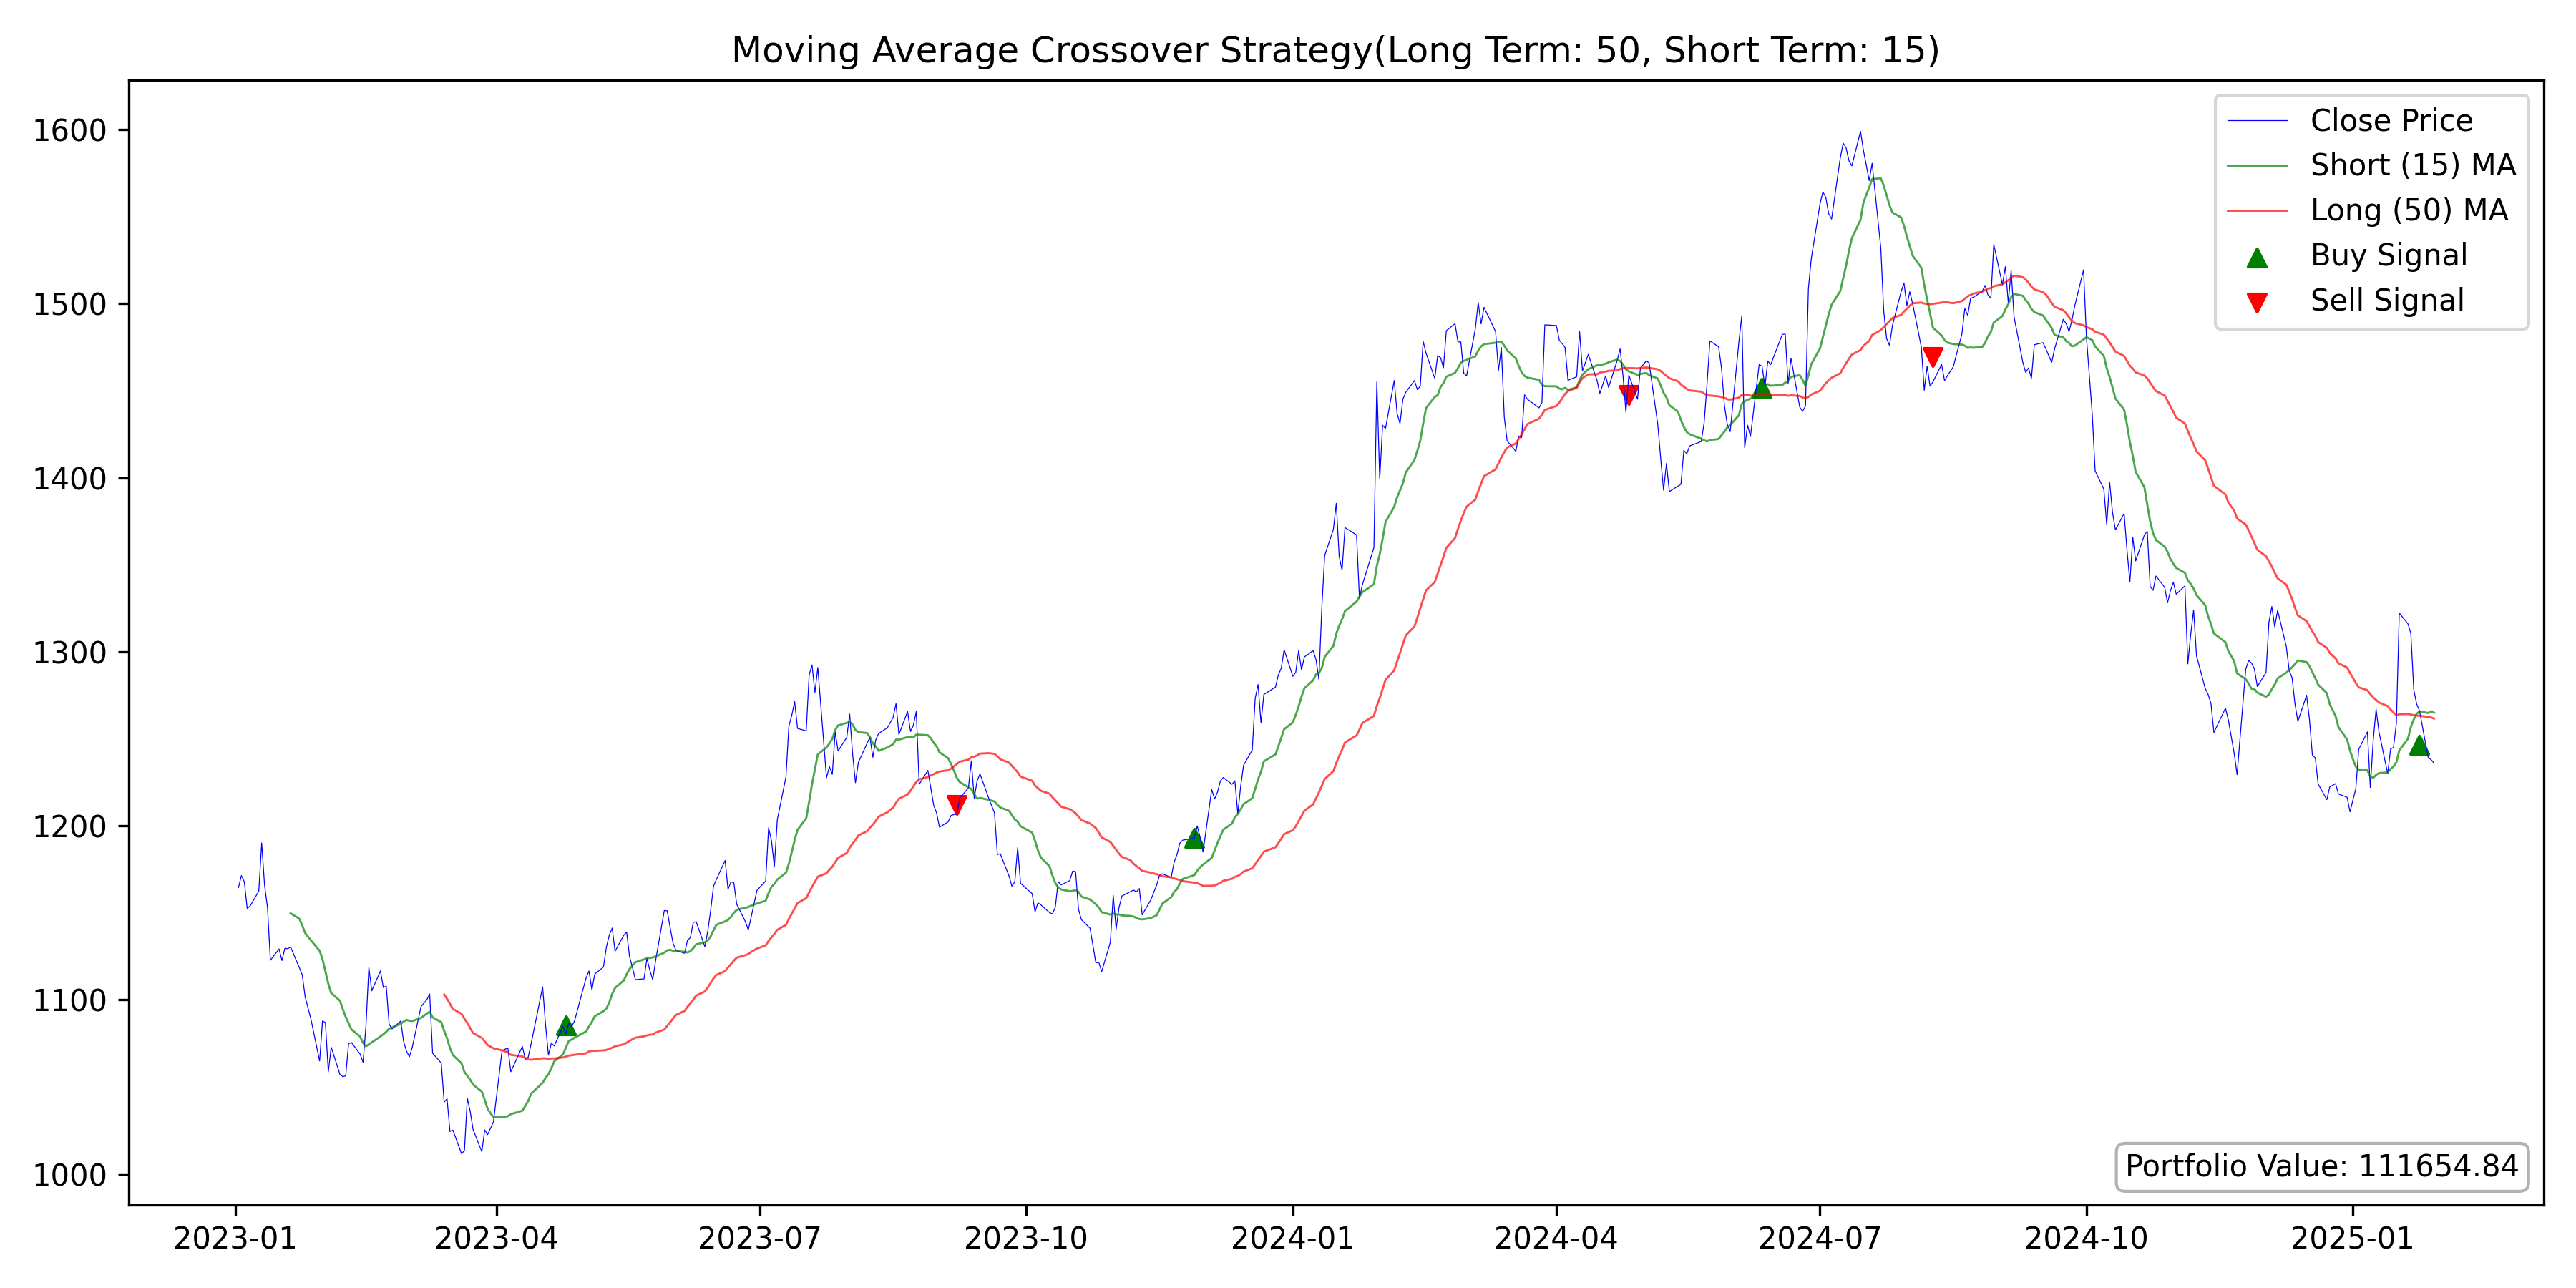 Moving Average Crossover Strategy(Long Term: 50, Short Term: 15)
1600
1500
1400
1300
1200
1100
1000
Close Price
Short (15) MA
Long (50) MA
Buy Signal
Sell Signal
Portfolio Value: 111654.84
2023-01 2023-04 2023-07 2023-10 2024-01 2024-04 2024-07 2024-10 2025-01